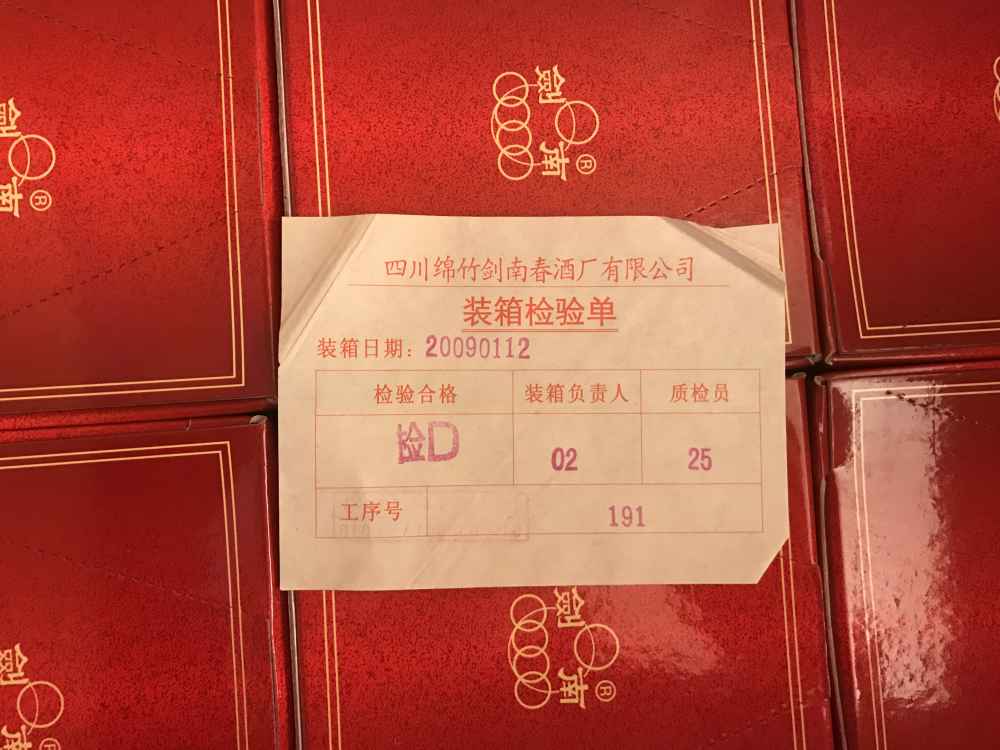 剑
南
®
剑
南
®
四川绵竹剑南春酒厂有限公司
装箱检验单
装箱日期：20090112
检验合格 装箱负责人 质检员
检D 02 25
工序号 191
剑
南
®
剑
南
®